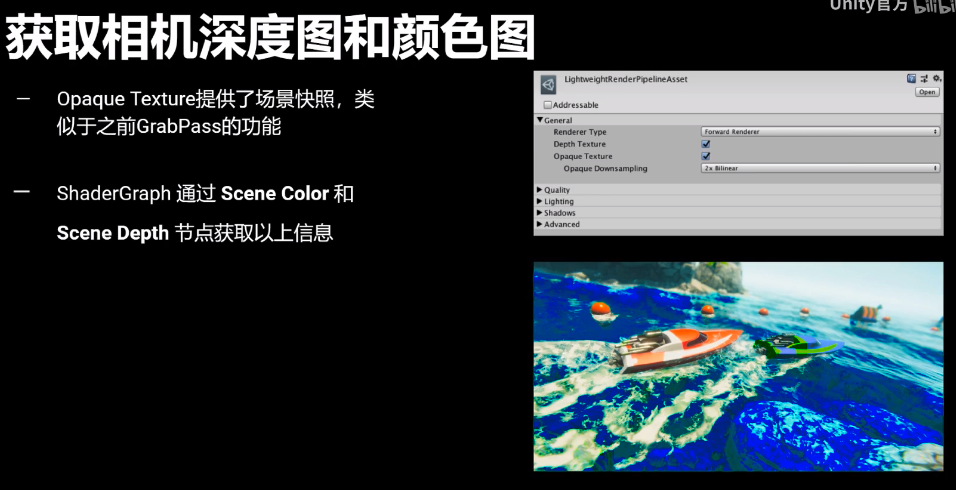 Unity官方 bilibili
获取相机深度图和颜色图
— Opaque Texture提供了场景快照，类
似于之前GrabPass的功能
— ShaderGraph 通过 Scene Color 和
Scene Depth 节点获取以上信息
LightweightRenderPipelineAsset
Open
Addressable
General
Renderer Type Forward Renderer
Depth Texture
Opaque Texture
Opaque Downsampling 2x Bilinear
Quality
Lighting
Shadows
Advanced